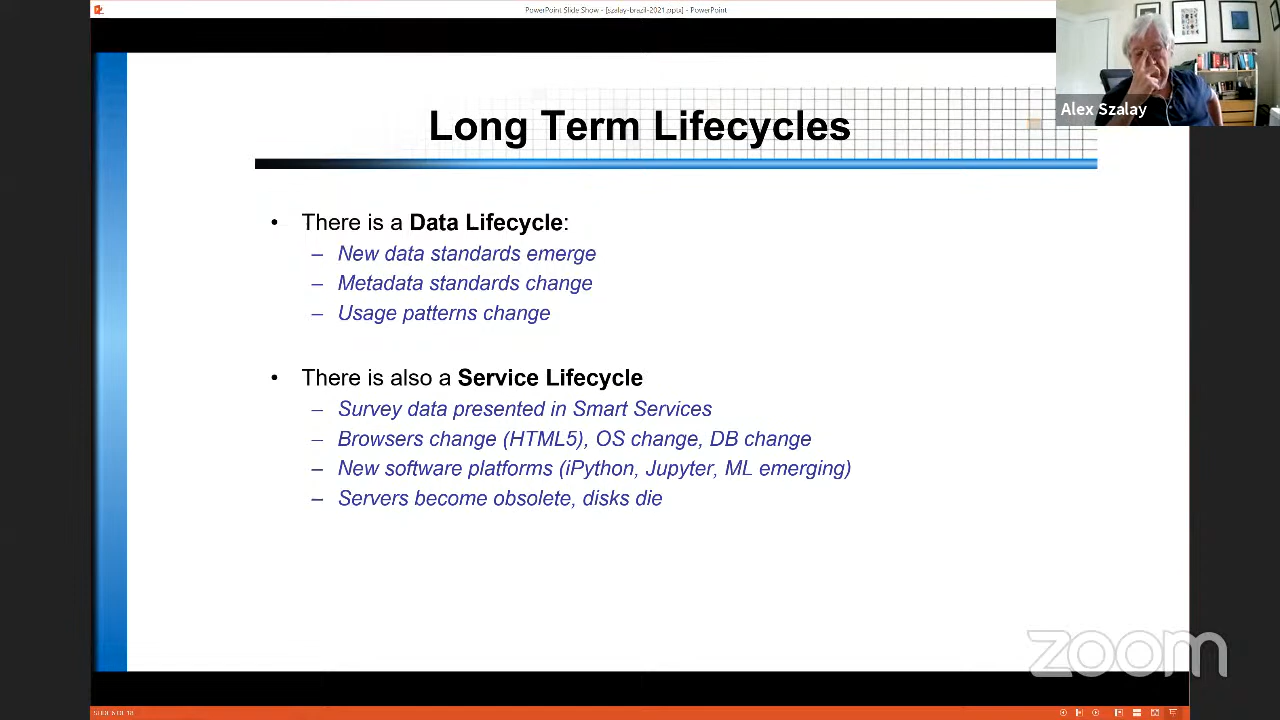 PowerPoint Slide Show - [szalay-brazil-2021.pptx] - PowerPoint
Alex Szalay
Long Term Lifecycles
• There is a Data Lifecycle:
– New data standards emerge
– Metadata standards change
– Usage patterns change
• There is also a Service Lifecycle
– Survey data presented in Smart Services
– Browsers change (HTML5), OS change, DB change
– New software platforms (iPython, Jupyter, ML emerging)
– Servers become obsolete, disks die
zoom